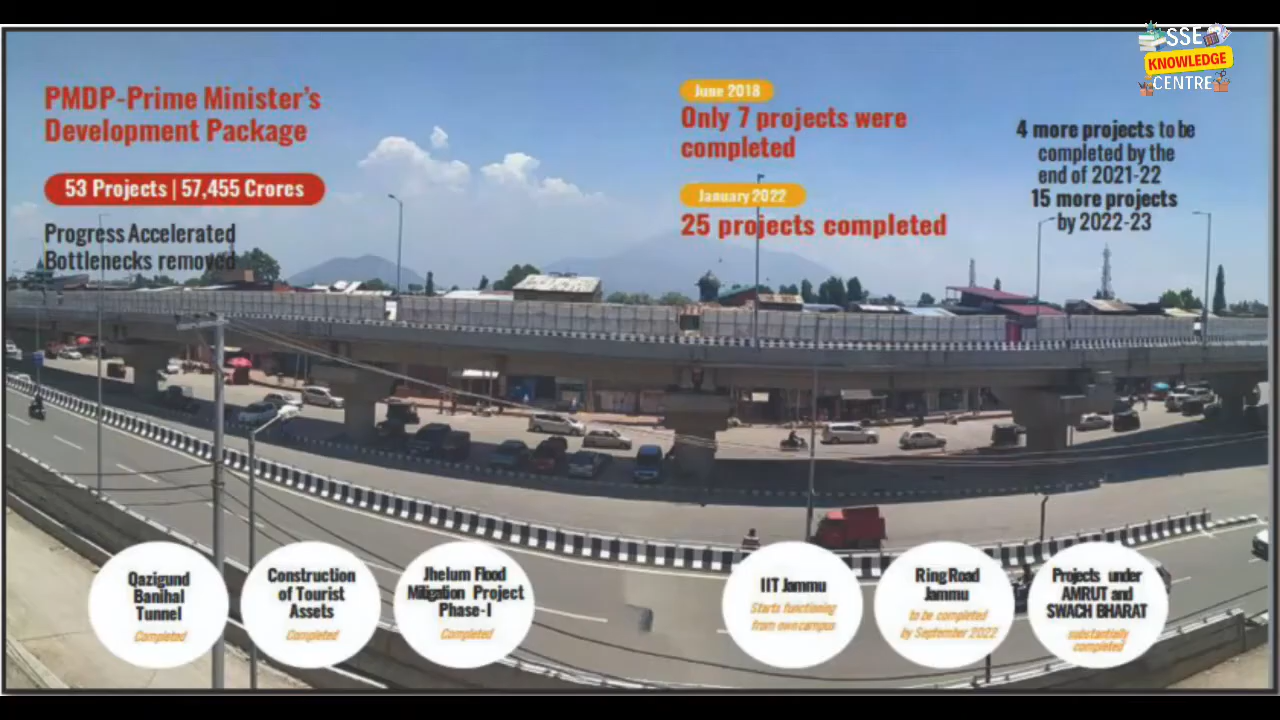 SSE
KNOWLEDGE
CENTRE
PMDP-Prime Minister's
Development Package
53 Projects | 57,455 Crores
Progress Accelerated
Bottlenecks removed
June 2018
Only 7 projects were
completed
January 2022
25 projects completed
4 more projects to be
completed by the
end of 2021-22
15 more projects
by 2022-23
Qazigund
Banihal
Tunnel
Completed
Construction
of Tourist
Assets
Completed
Jhelum Flood
Mitigation Project
Phase-I
Completed
IIT Jammu
Starts functioning
from own campus
Ring Road
Jammu
to be completed
by September 2022
Projects under
AMRUT and
SWACH BHARAT
substantially
completed